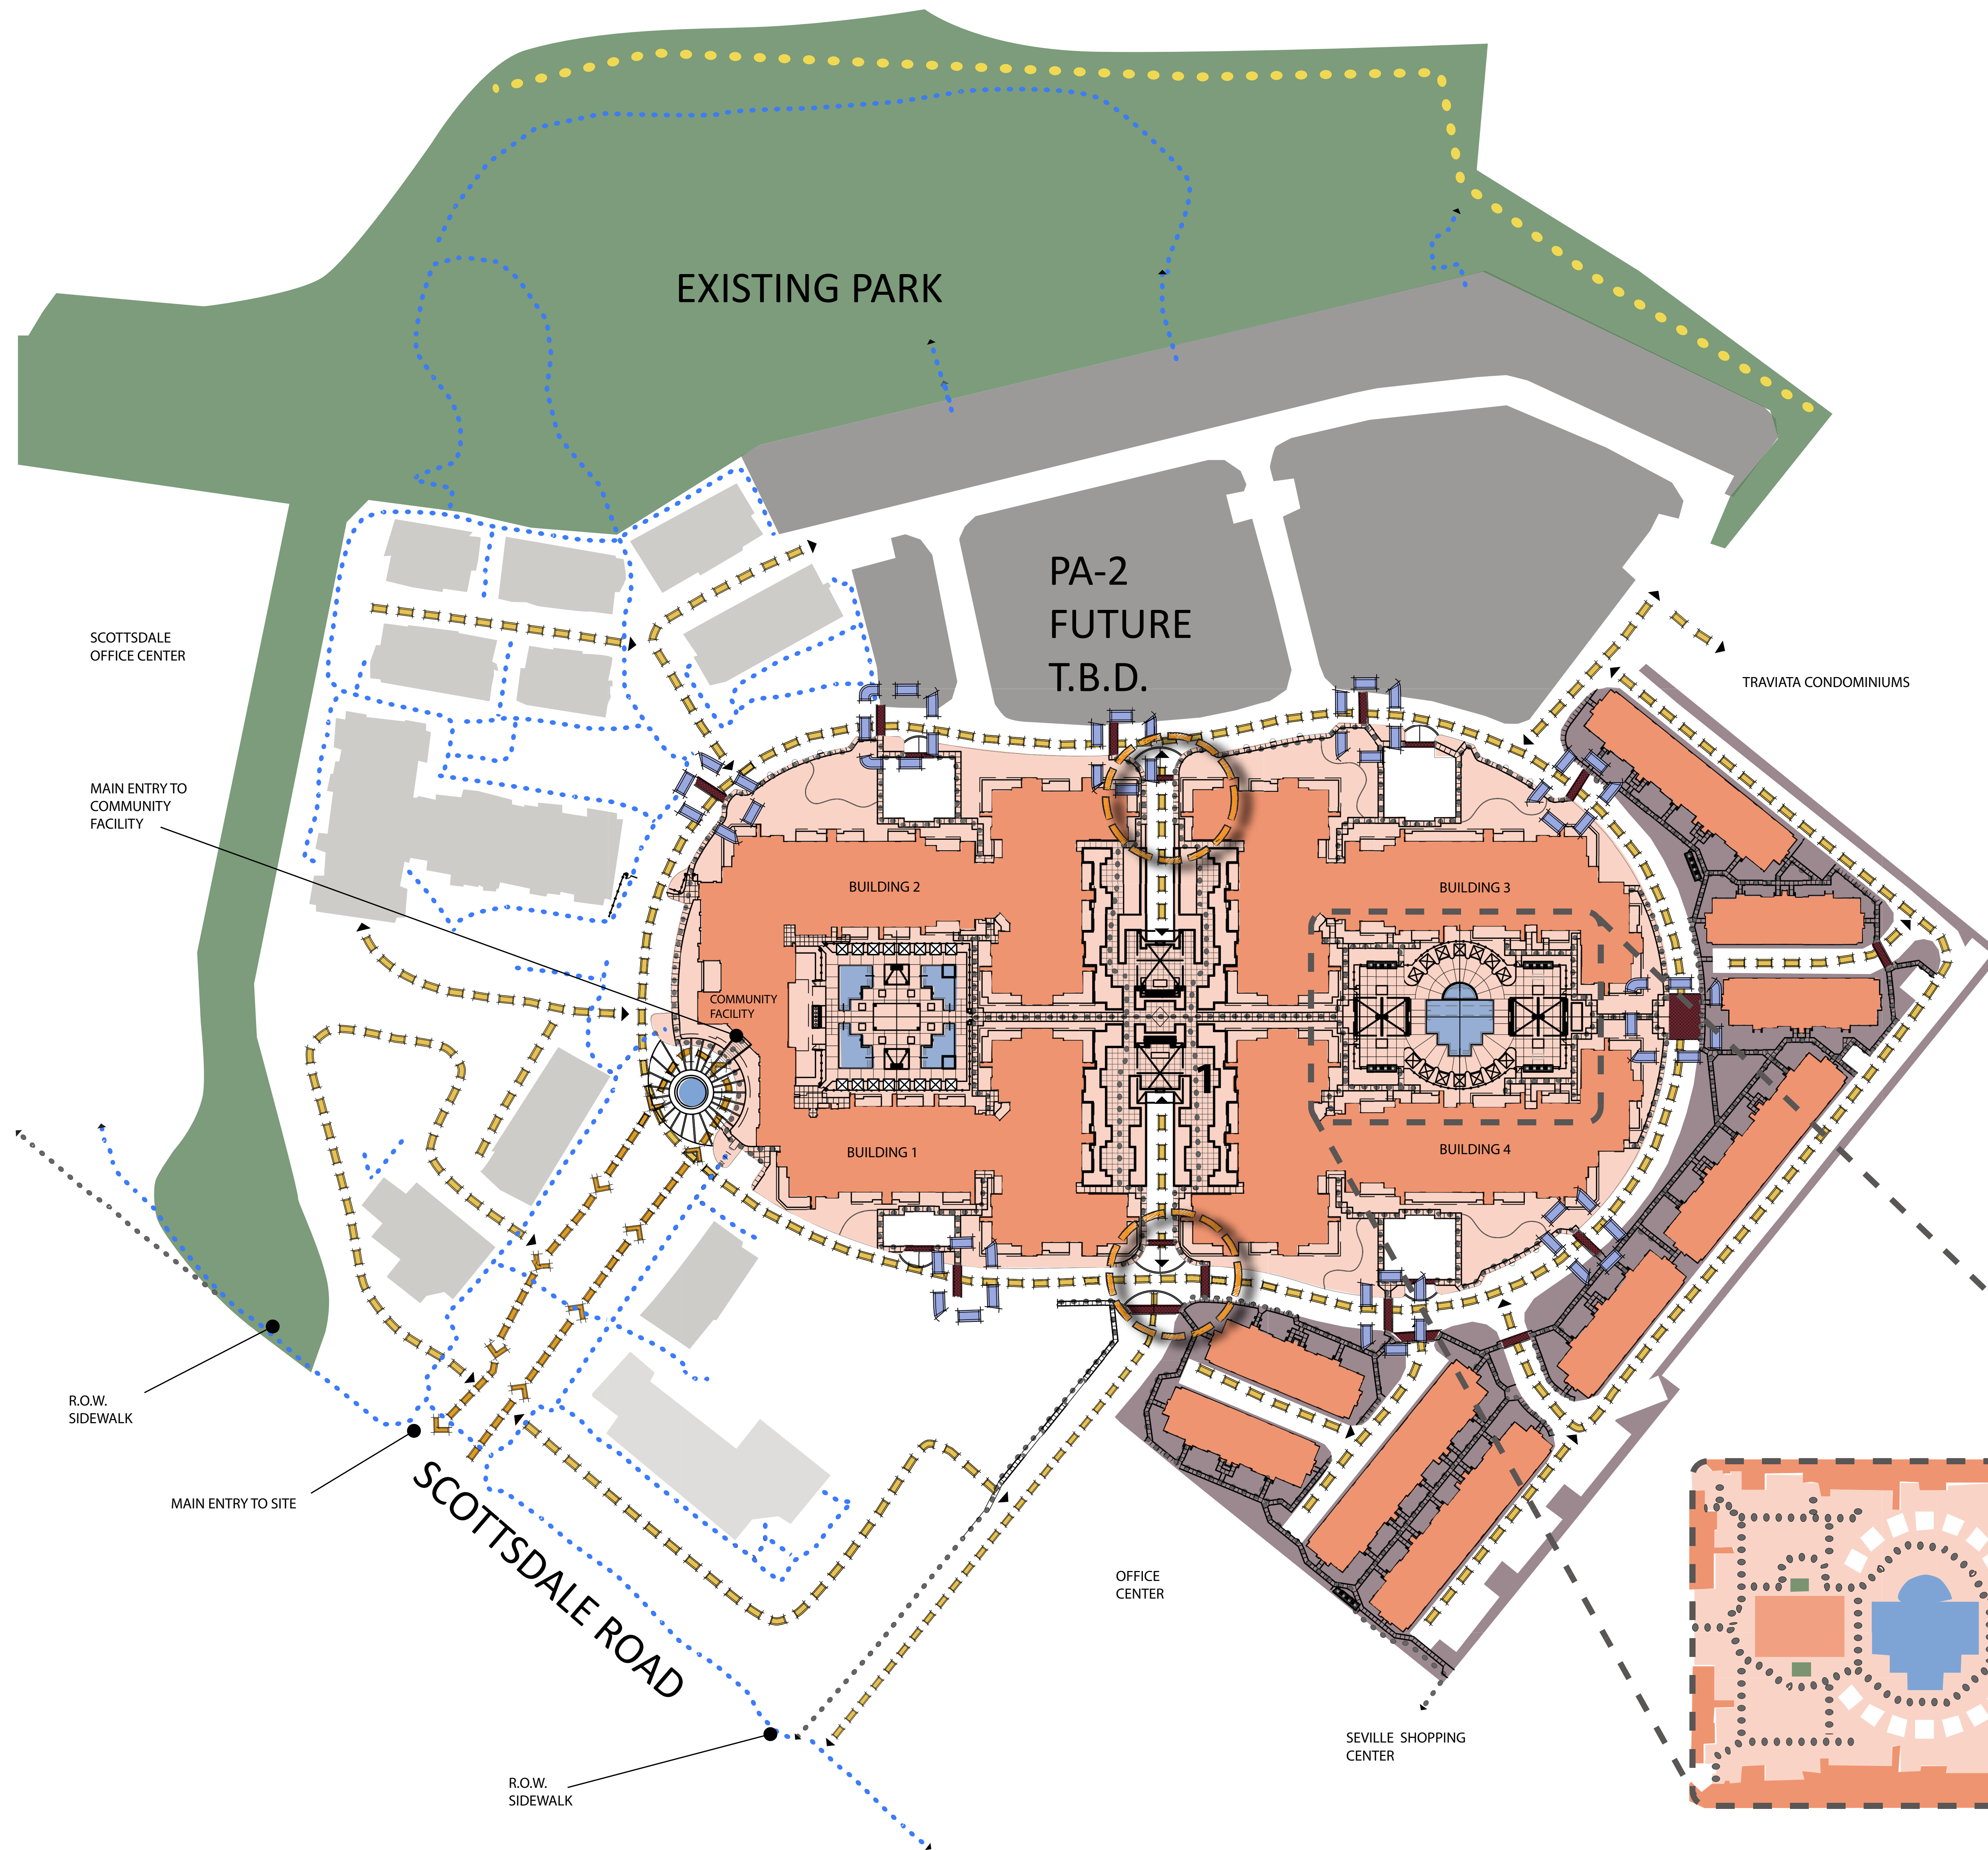 EXISTING PARK
PA-2
FUTURE
T.B.D.
SCOTTSDALE
OFFICE CENTER
TRAVIATA CONDOMINIUMS
MAIN ENTRY TO
COMMUNITY
FACILITY
BUILDING 2
BUILDING 3
COMMUNITY
FACILITY
1
BUILDING 1
BUILDING 4
R.O.W.
SIDEWALK
MAIN ENTRY TO SITE
SCOTTSDALE ROAD
OFFICE
CENTER
SEVILLE SHOPPING
CENTER
R.O.W.
SIDEWALK